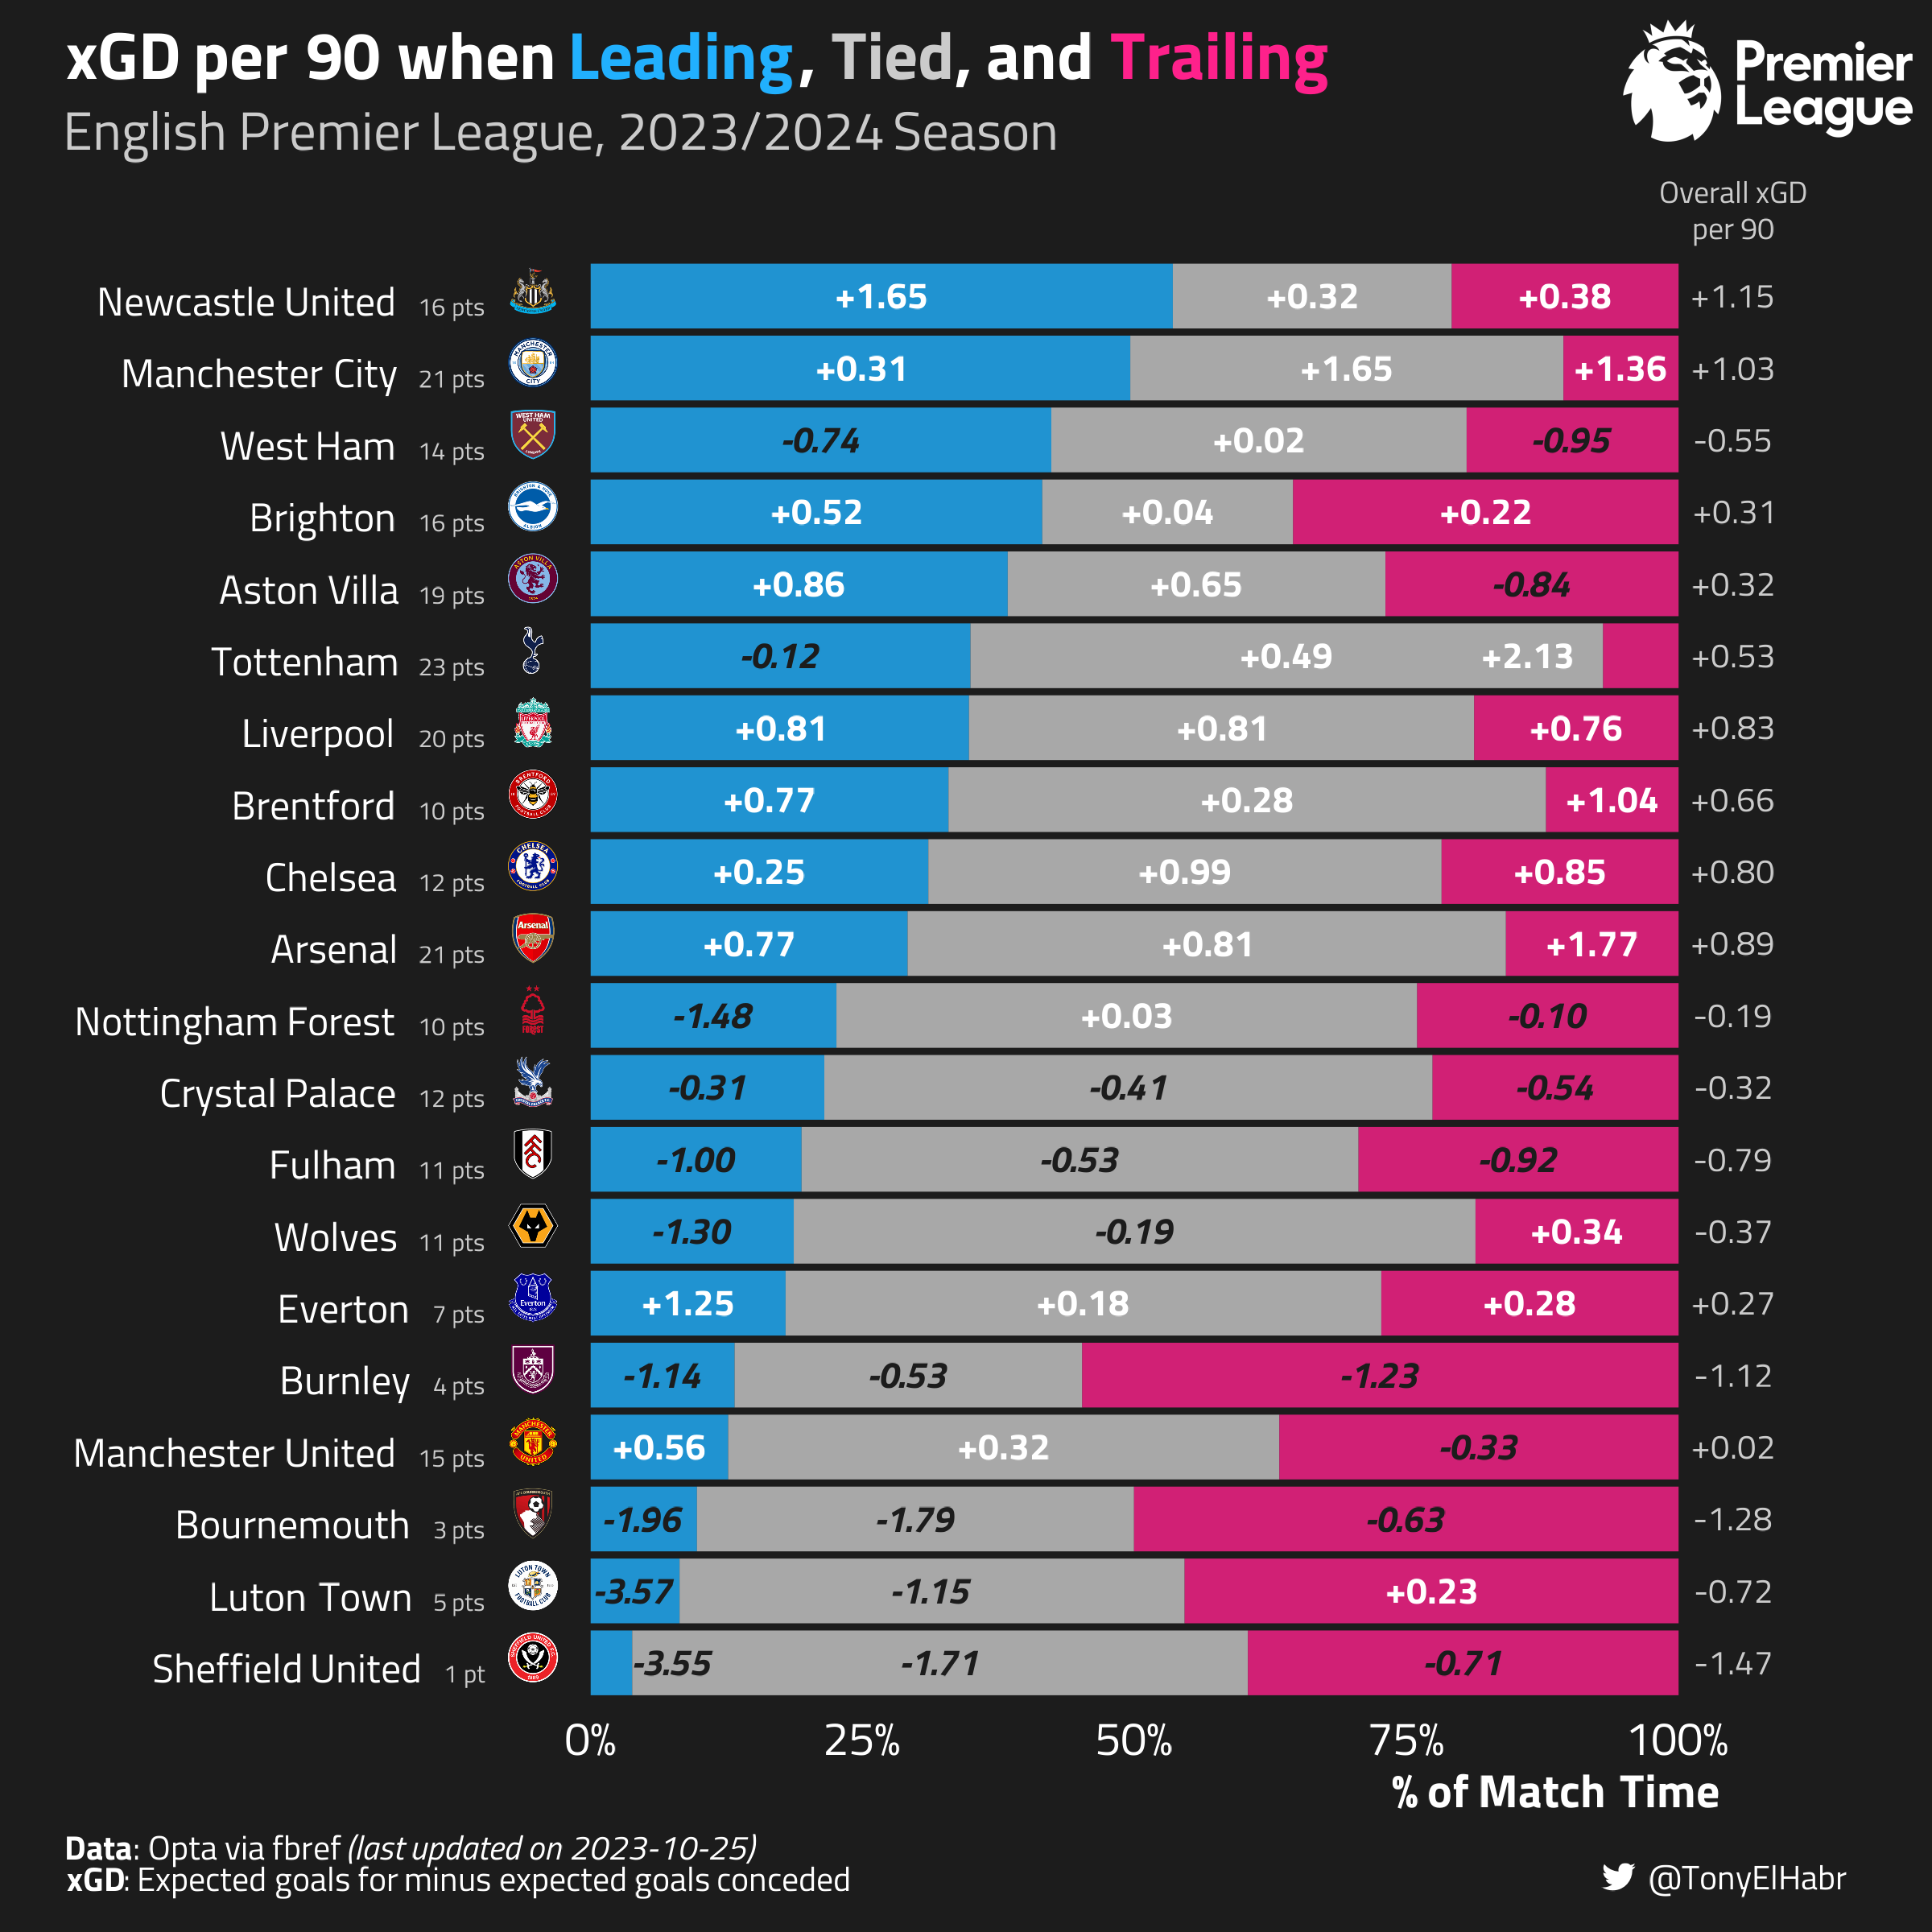 xGD per 90 when Leading, Tied, and Trailing
English Premier League, 2023/2024 Season
Premier
League
Overall xGD
per 90
Newcastle United 16 pts +1.65 +0.32 +0.38 +1.15
Manchester City 21 pts +0.31 +1.65 +1.36 +1.03
West Ham 14 pts -0.74 +0.02 -0.95 -0.55
Brighton 16 pts +0.52 +0.04 +0.22 +0.31
Aston Villa 19 pts +0.86 +0.65 -0.84 +0.32
Tottenham 23 pts -0.12 +0.49 +2.13 +0.53
Liverpool 20 pts +0.81 +0.81 +0.76 +0.83
Brentford 10 pts +0.77 +0.28 +1.04 +0.66
Chelsea 12 pts +0.25 +0.99 +0.85 +0.80
Arsenal 21 pts +0.77 +0.81 +1.77 +0.89
Nottingham Forest 10 pts -1.48 +0.03 -0.10 -0.19
Crystal Palace 12 pts -0.31 -0.41 -0.54 -0.32
Fulham 11 pts -1.00 -0.53 -0.92 -0.79
Wolves 11 pts -1.30 -0.19 +0.34 -0.37
Everton 7 pts +1.25 +0.18 +0.28 +0.27
Burnley 4 pts -1.14 -0.53 -1.23 -1.12
Manchester United 15 pts +0.56 +0.32 -0.33 +0.02
Bournemouth 3 pts -1.96 -1.79 -0.63 -1.28
Luton Town 5 pts -3.57 -1.15 +0.23 -0.72
Sheffield United 1 pt -3.55 -1.71 -0.71 -1.47
0% 25% 50% 75% 100%
% of Match Time
Data: Opta via fbref (last updated on 2023-10-25)
xGD: Expected goals for minus expected goals conceded
@TonyElHabr